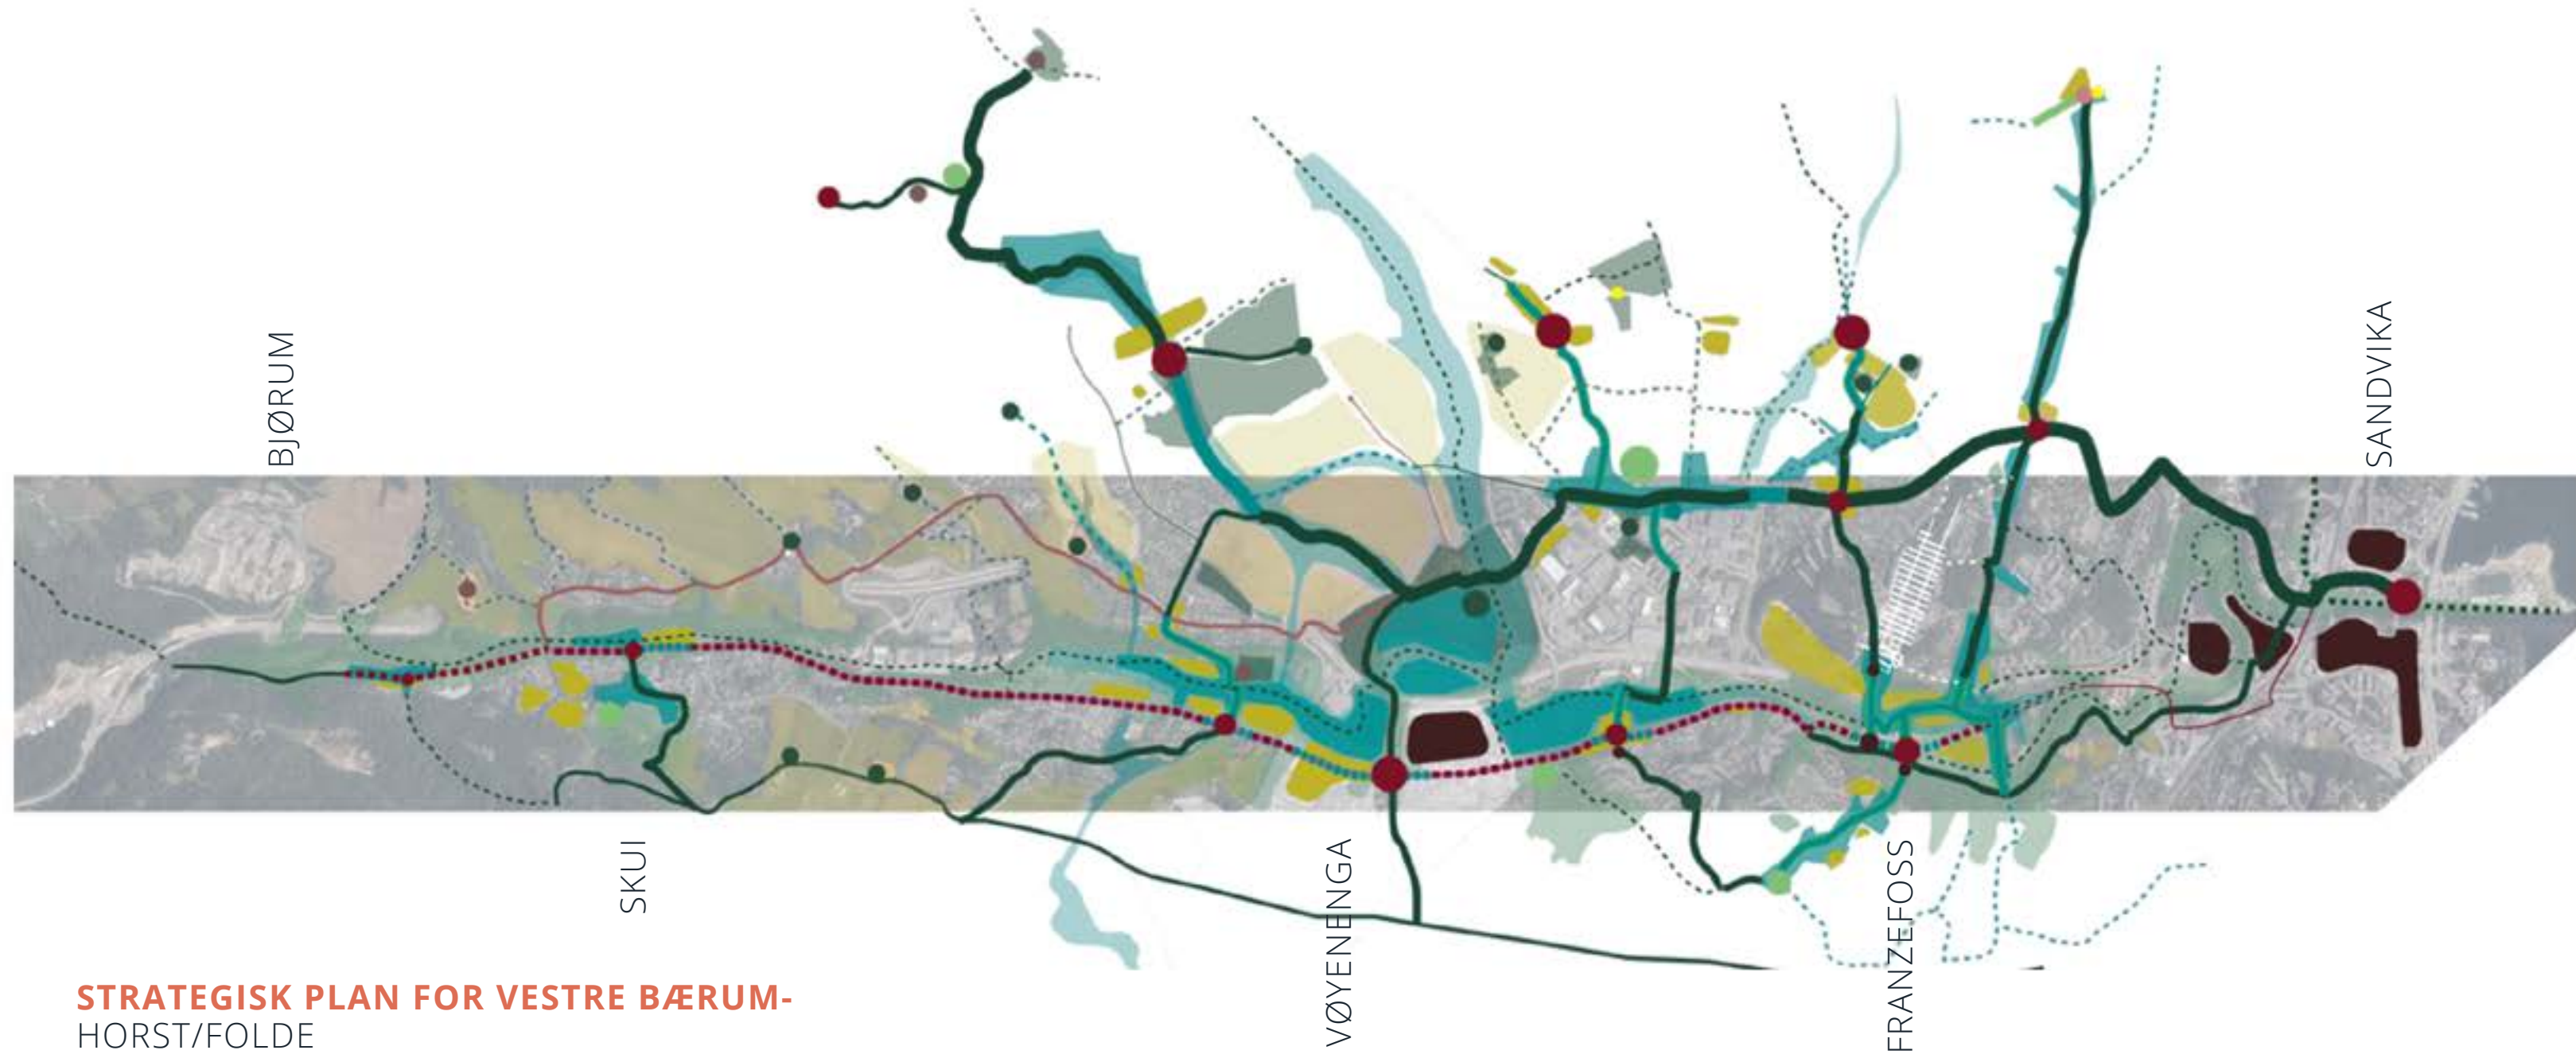 BJØRUM
SANDVIKA
SKUI
VØYENENGA
FRANZEFOSS
STRATEGISK PLAN FOR VESTRE BÆRUM-
HORST/FOLDE